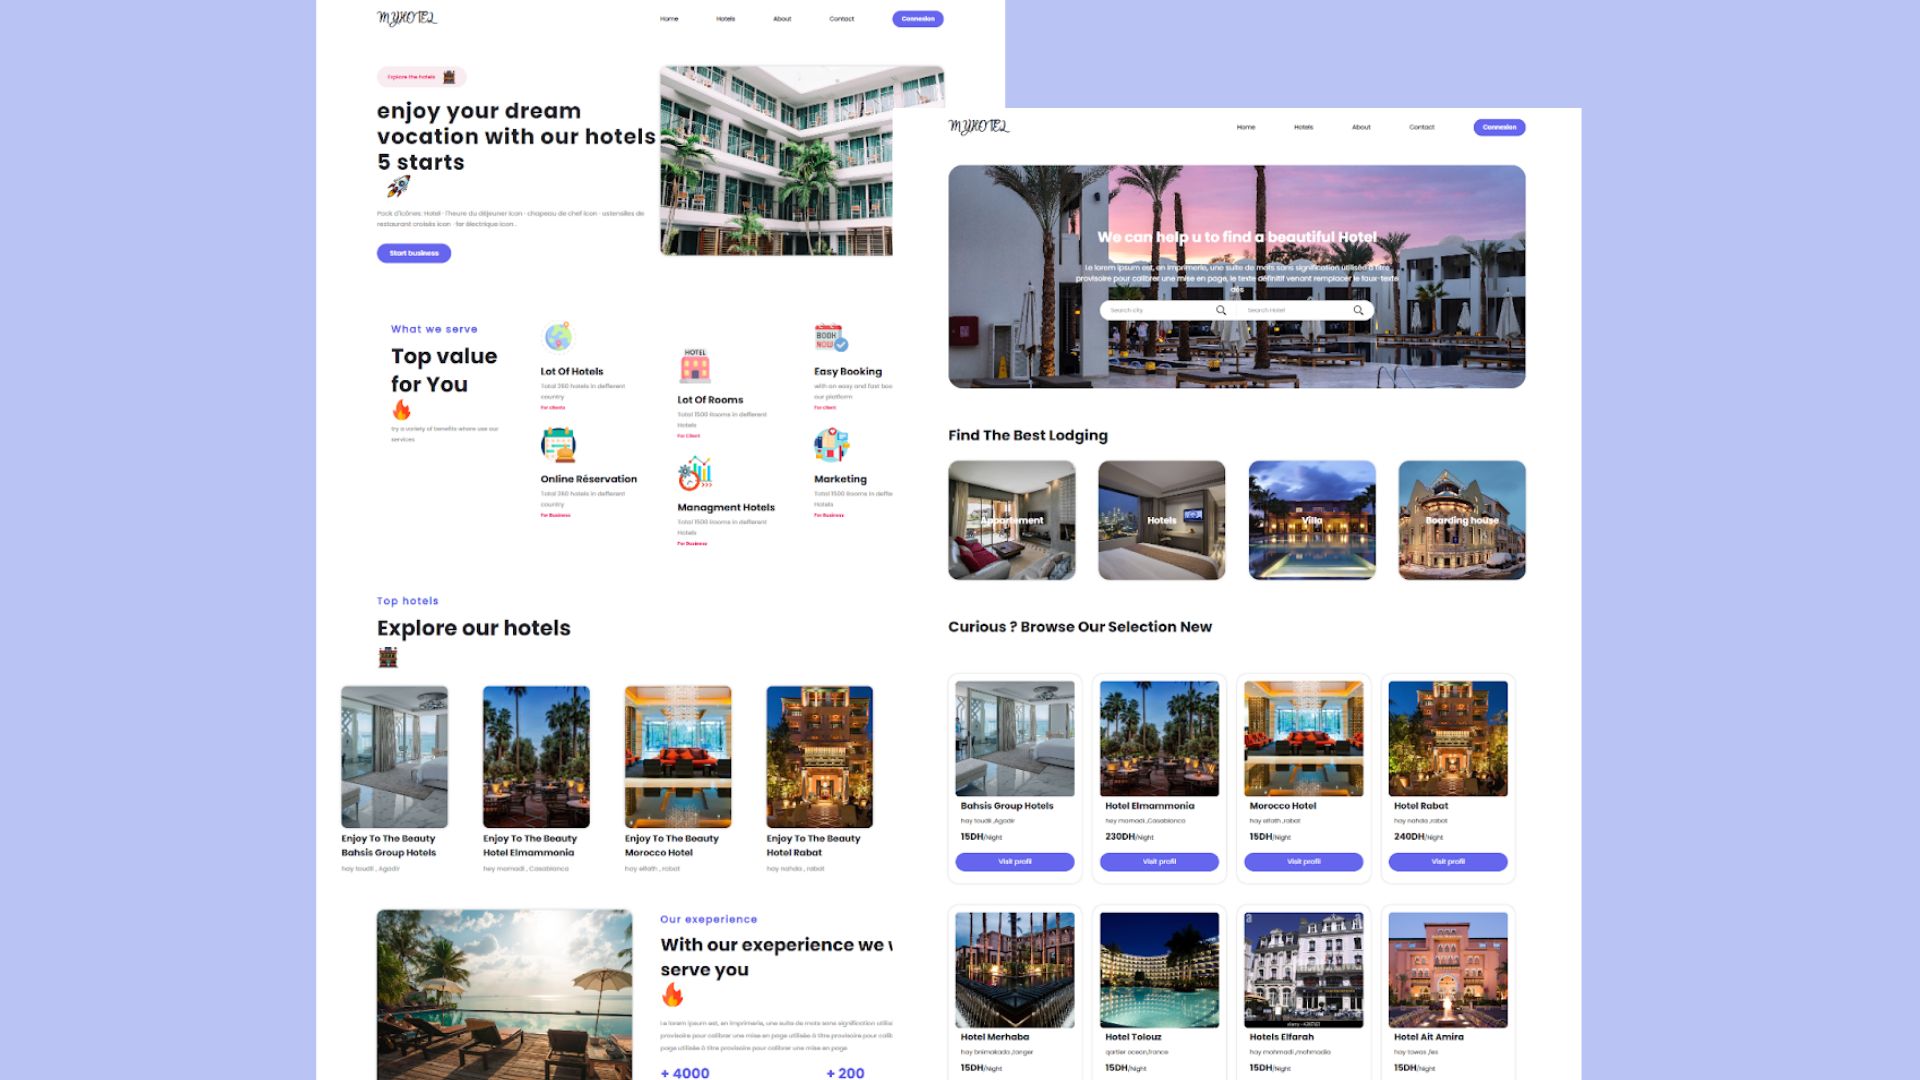 MYHOTEL
Home
Hotels
About
Contact
Connexion
Explore the hotels
enjoy your dream
vocation with our hotels
5 starts
Pack d'icônes: Hotel · l'heure du déjeuner icon · chapeau de chef icon · ustensiles de
restaurant croisés icon · fer électrique icon .
Start business
What we serve
Top value
for You
try a variety of benefits where use our
services
Lot Of Hotels
Total 260 hotels in defferent
country
For clients
Lot Of Rooms
Total 1500 Rooms in defferent
Hotels
For Client
Easy Booking
with an easy and fast boo
our platform
For client
Online Réservation
Total 260 hotels in defferent
country
For Business
Managment Hotels
Total 1500 Rooms in defferent
Hotels
For Business
Marketing
Total 1500 Rooms in deffe
Hotels
For Business
Top hotels
Explore our hotels
Enjoy To The Beauty
Bahsis Group Hotels
hay toudii , Agadir
Enjoy To The Beauty
Hotel Elmammonia
hey mamadi , Casablanca
Enjoy To The Beauty
Morocco Hotel
hay elfath , rabat
Enjoy To The Beauty
Hotel Rabat
hay nahda , rabat
Our exeperience
With our exeperience we
serve you
Le lorem ipsum est, en imprimerie, une suite de mots sans signification utilisé
provisoire pour calibrer une mise en page utilisée à titre provisoire pour calib
page utilisée à titre provisoire pour calibrer une mise en page
+ 4000
+ 200
MYHOTEL
Home
Hotels
About
Contact
Connexion
We can help u to find a beautiful Hotel
Le lorem ipsum est, en imprimerie, une suite de mots sans signification utilisée à titre
provisoire pour calibrer une mise en page, le texte définitif venant remplacer le faux-texte
dès
Search city
Search Hotel
Find The Best Lodging
Appartement
Hotels
Villa
Boarding house
Curious ? Browse Our Selection New
Bahsis Group Hotels
hay toudii ,Agadir
15DH/Night
Visit profil
Hotel Elmammonia
hey mamadi ,Casablanca
230DH/Night
Visit profil
Morocco Hotel
hay elfath ,rabat
15DH/Night
Visit profil
Hotel Rabat
hay nahda ,rabat
240DH/Night
Visit profil
Hotel Merhaba
hay bnimakada ,tanger
15DH/Night
Hotel Tolouz
qartier ocean,france
15DH/Night
Hotels Elfarah
hay mohmadi ,mohmadia
15DH/Night
Hotel Ait Amira
hay tawas ,fes
15DH/Night